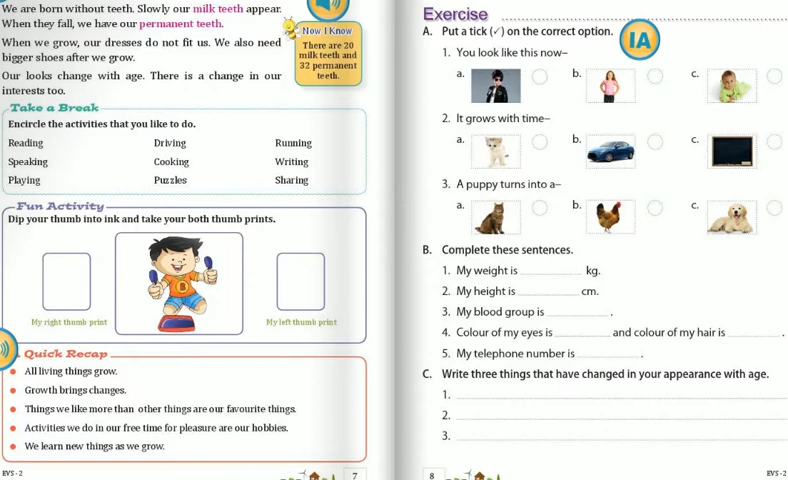 We are born without teeth. Slowly our milk teeth appear.
When they fall, we have our permanent teeth.
When we grow, our dresses do not fit us. We also need
bigger shoes after we grow.
Our looks change with age. There is a change in our
interests too.
Now I Know
There are 20
milk teeth and
32 permanent
teeth.
Take a Break
Encircle the activities that you like to do.
Reading Driving Running
Speaking Cooking Writing
Playing Puzzles Sharing
Fun Activity
Dip your thumb into ink and take your both thumb prints.
B
My right thumb print My left thumb print
Quick Recap
All living things grow.
Growth brings changes.
Things we like more than other things are our favourite things.
Activities we do in our free time for pleasure are our hobbies.
We learn new things as we grow.
EVS - 2 7
Exercise
IA
A. Put a tick (✓) on the correct option.
1. You look like this now–
a. b. c.
2. It grows with time–
a. b. c.
3. A puppy turns into a–
a. b. c.
B. Complete these sentences.
1. My weight is __________ kg.
2. My height is __________ cm.
3. My blood group is __________ .
4. Colour of my eyes is __________ and colour of my hair is __________ .
5. My telephone number is __________ .
C. Write three things that have changed in your appearance with age.
1.
2.
3.
8 EVS - 2